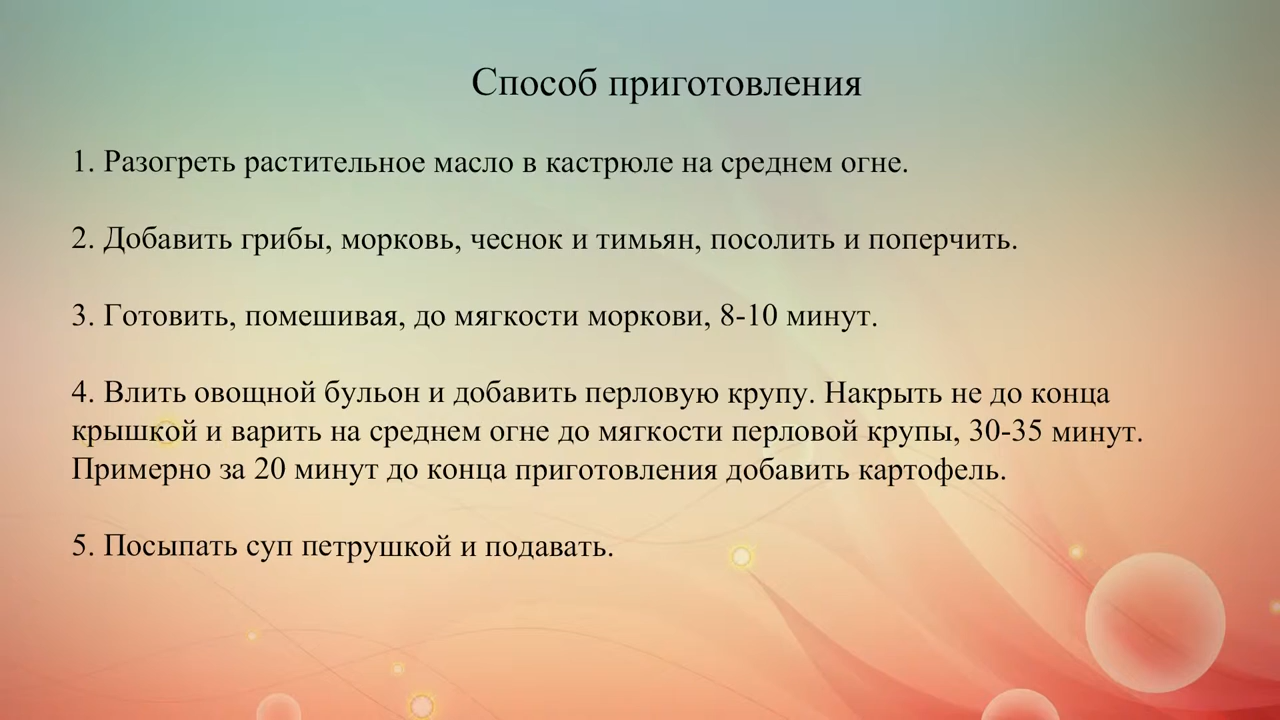 Способ приготовления
1. Разогреть растительное масло в кастрюле на среднем огне.
2. Добавить грибы, морковь, чеснок и тимьян, посолить и поперчить.
3. Готовить, помешивая, до мягкости моркови, 8-10 минут.
4. Влить овощной бульон и добавить перловую крупу. Накрыть не до конца
крышкой и варить на среднем огне до мягкости перловой крупы, 30-35 минут.
Примерно за 20 минут до конца приготовления добавить картофель.
5. Посыпать суп петрушкой и подавать.